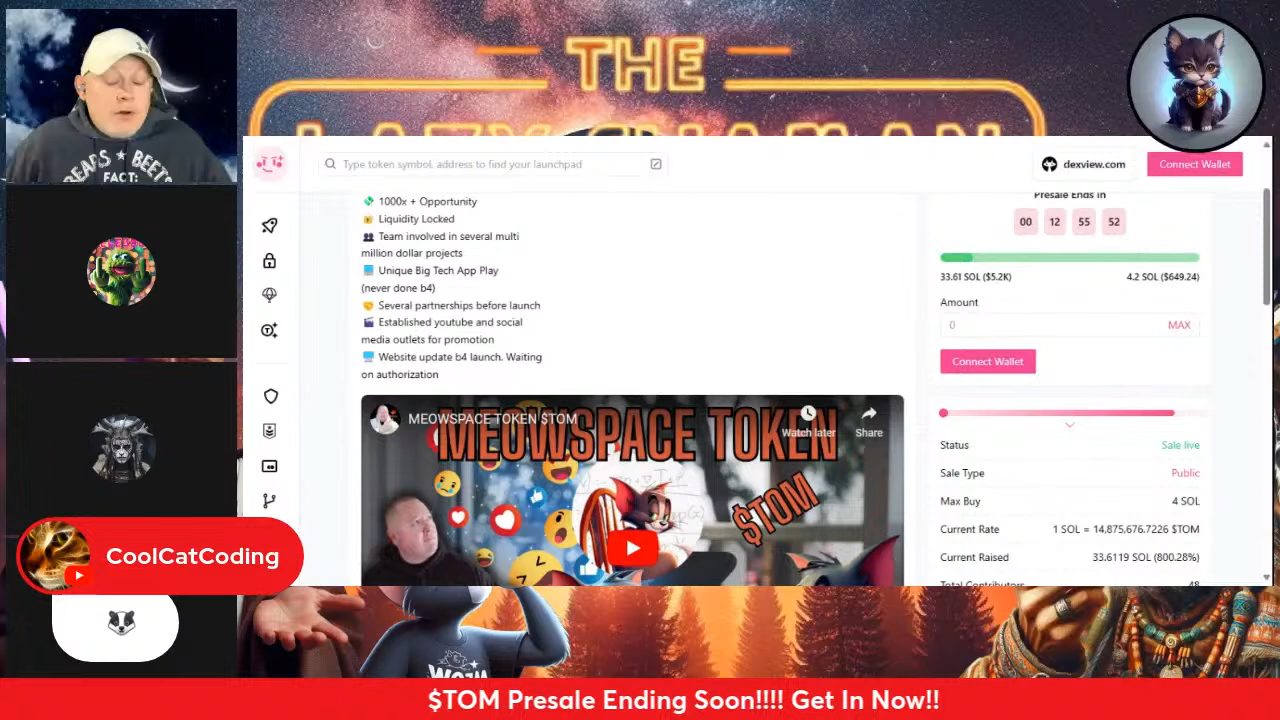 THE
BEARS ★ BEETS
FACT:
Type token symbol, address to find your launchpad
dexview.com
Connect Wallet
1000x + Opportunity
Liquidity Locked
Team involved in several multi
million dollar projects
Unique Big Tech App Play
(never done b4)
Several partnerships before launch
Established youtube and social
media outlets for promotion
Website update b4 launch. Waiting
on authorization
MEOWSPACE TOKEN $TOM
Watch later
Share
MEOWSPACE TOKEN
$TOM
Presale Ends In
00 12 55 52
33.61 SOL ($5.2K) 4.2 SOL ($649.24)
Amount
0 MAX
Connect Wallet
Status Sale live
Sale Type Public
Max Buy 4 SOL
Current Rate 1 SOL = 14,875,676.7226 $TOM
Current Raised 33.6119 SOL (800.28%)
Total Contributors 48
CoolCatCoding
$TOM Presale Ending Soon!!!! Get In Now!!